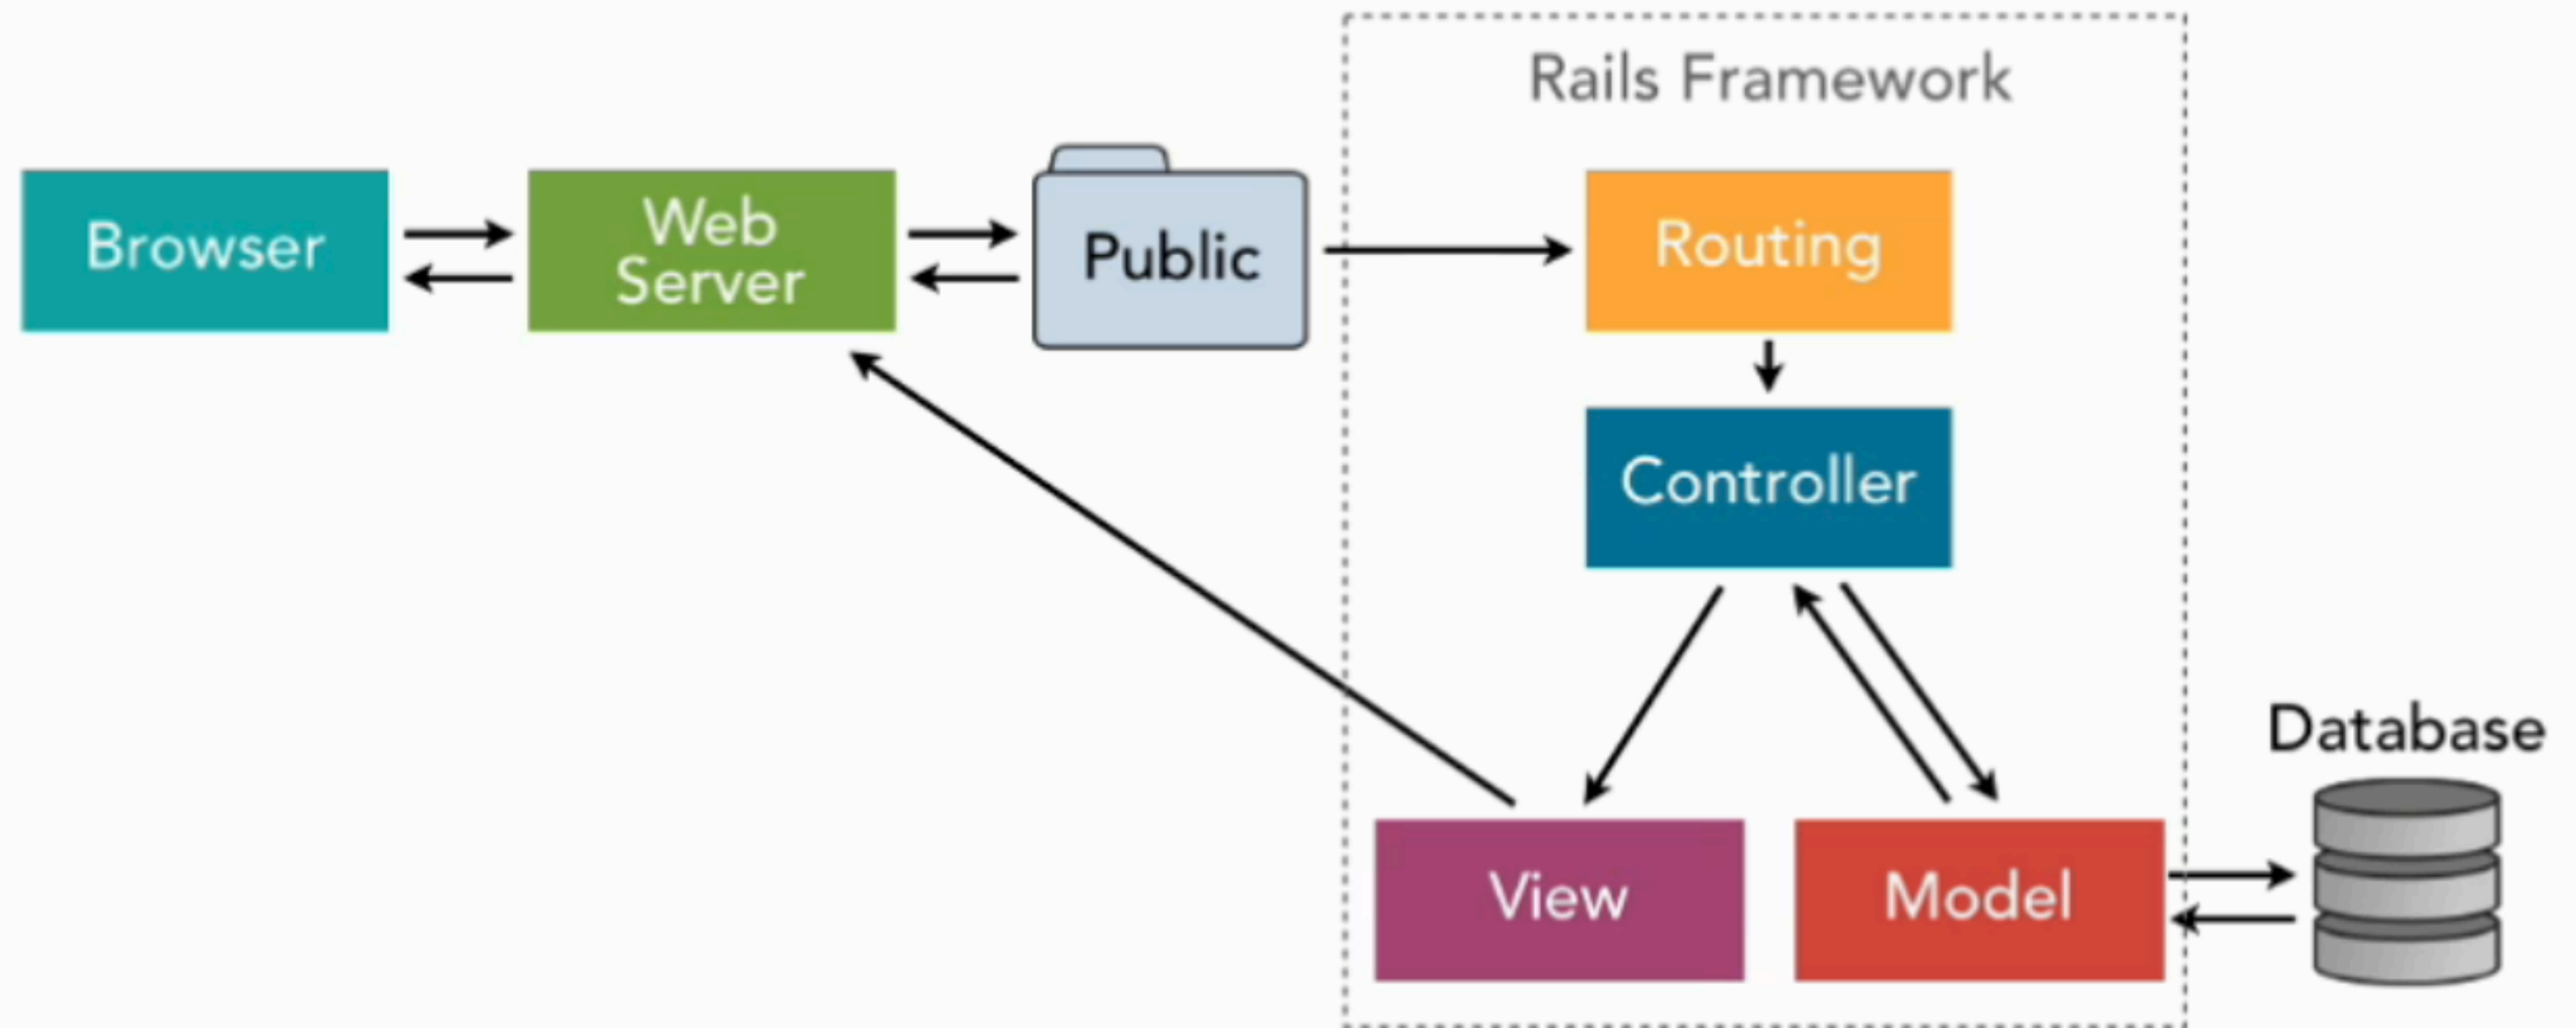 Rails Framework
Browser
Web
Server
Public
Routing
Controller
Database
View
Model